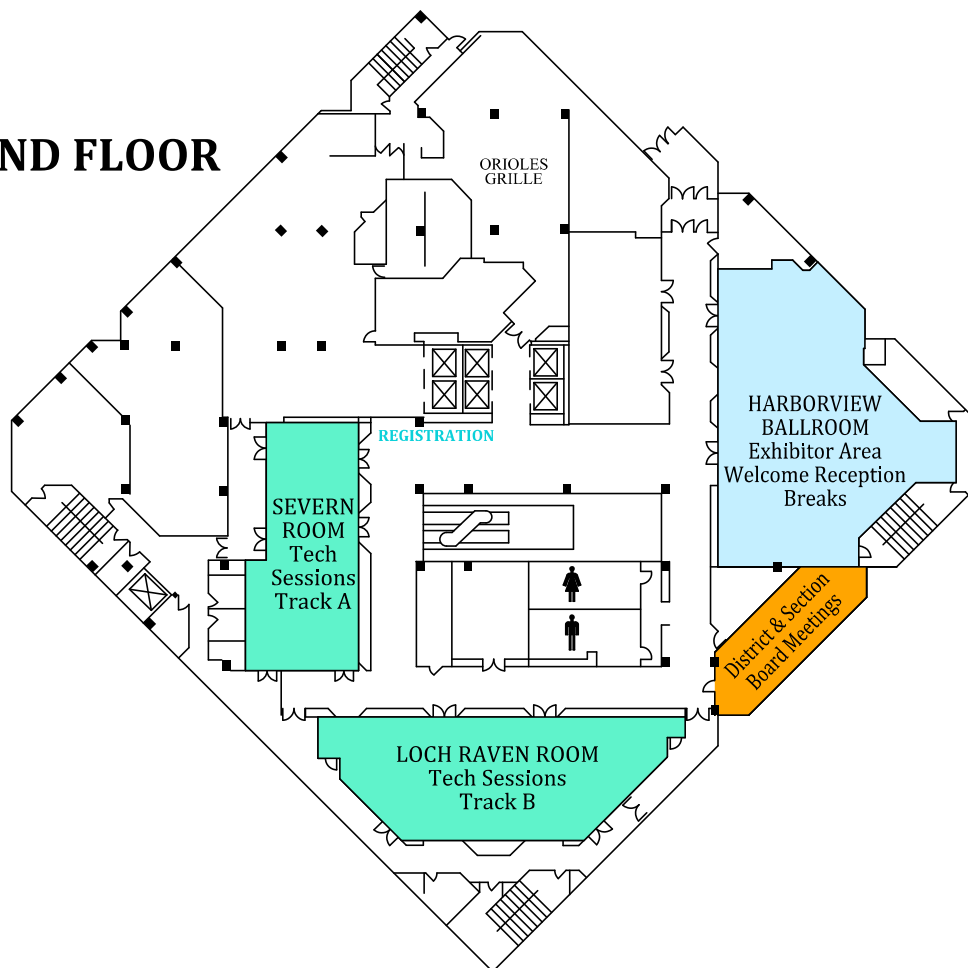 ND FLOOR
ORIOLES
GRILLE
HARBORVIEW
BALLROOM
Exhibitor Area
Welcome Reception
Breaks
REGISTRATION
SEVERN
ROOM
Tech
Sessions
Track A
District & Section
Board Meetings
LOCH RAVEN ROOM
Tech Sessions
Track B